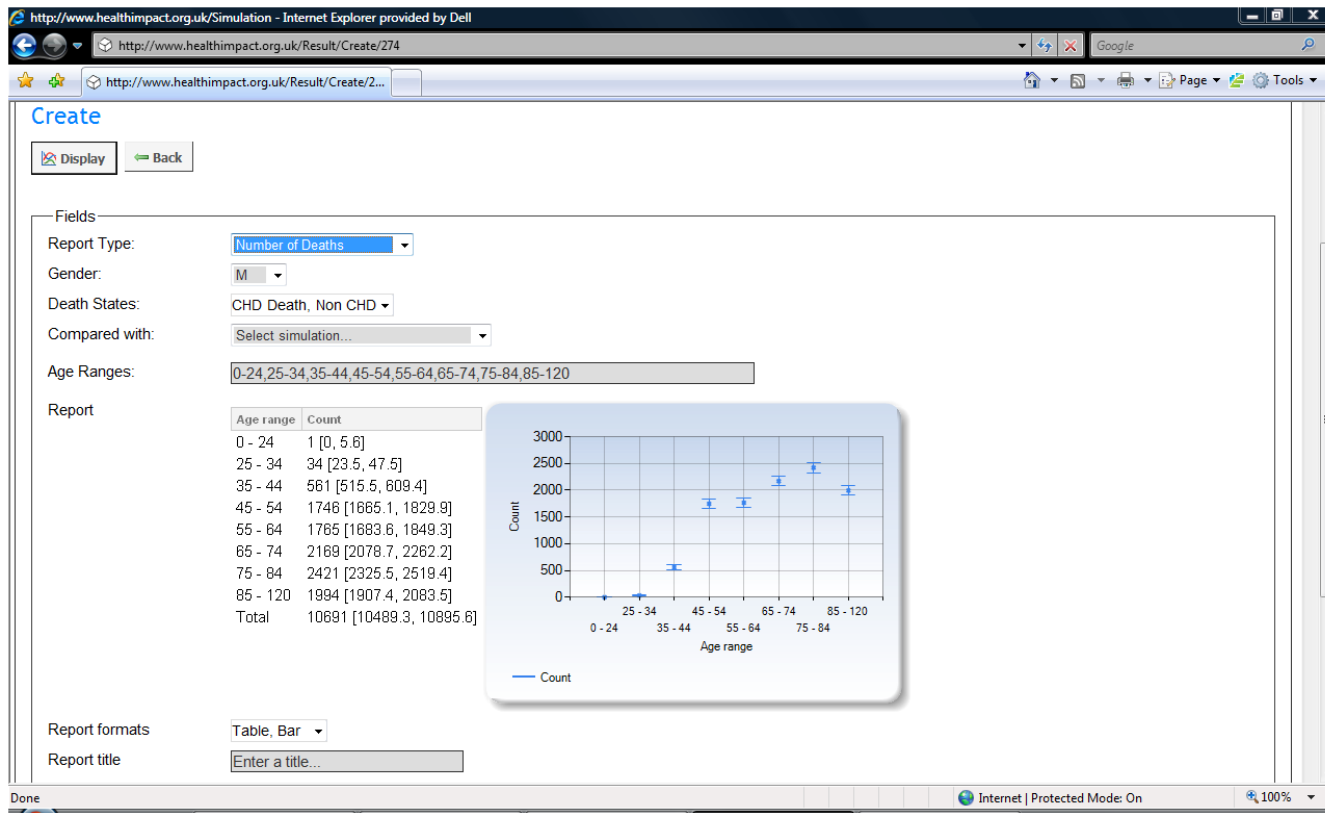 http://www.healthimpact.org.uk/Simulation - Internet Explorer provided by Dell
http://www.healthimpact.org.uk/Result/Create/274
Google
http://www.healthimpact.org.uk/Result/Create/2...
Page
Tools
Create
Display
Back
Fields
Report Type:
Number of Deaths
Gender:
M
Death States:
CHD Death, Non CHD
Compared with:
Select simulation...
Age Ranges:
0-24,25-34,35-44,45-54,55-64,65-74,75-84,85-120
Report
Age range Count
0 - 24 1 [0, 5.6]
25 - 34 34 [23.5, 47.5]
35 - 44 561 [515.5, 609.4]
45 - 54 1746 [1665.1, 1829.9]
55 - 64 1765 [1683.6, 1849.3]
65 - 74 2169 [2078.7, 2262.2]
75 - 84 2421 [2325.5, 2519.4]
85 - 120 1994 [1907.4, 2083.5]
Total 10691 [10489.3, 10895.6]
3000
2500
2000
1500
1000
500
0
Count
25 - 34 45 - 54 65 - 74 85 - 120
0 - 24 35 - 44 55 - 64 75 - 84
Age range
Count
Report formats
Table, Bar
Report title
Enter a title...
Done
Internet | Protected Mode: On
100%